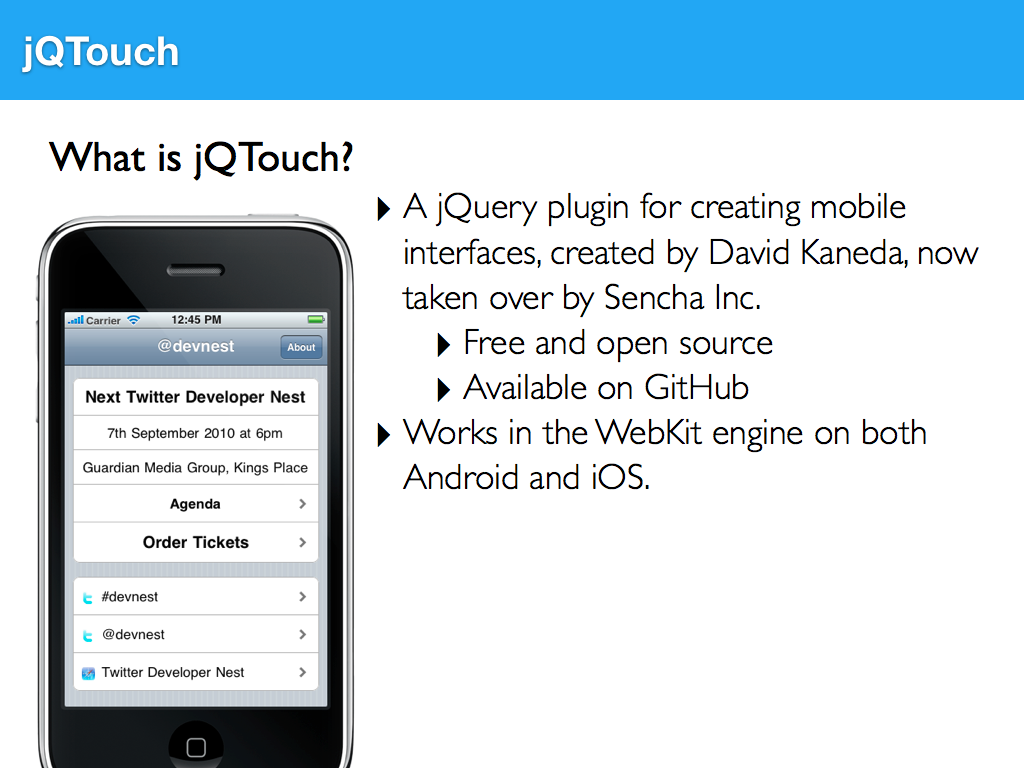 jQTouch
What is jQTouch?
A jQuery plugin for creating mobile
interfaces, created by David Kaneda, now
taken over by Sencha Inc.
Free and open source
Available on GitHub
Works in the WebKit engine on both
Android and iOS.
Carrier 12:45 PM
@devnest About
Next Twitter Developer Nest
7th September 2010 at 6pm
Guardian Media Group, Kings Place
Agenda
Order Tickets
#devnest
@devnest
Twitter Developer Nest